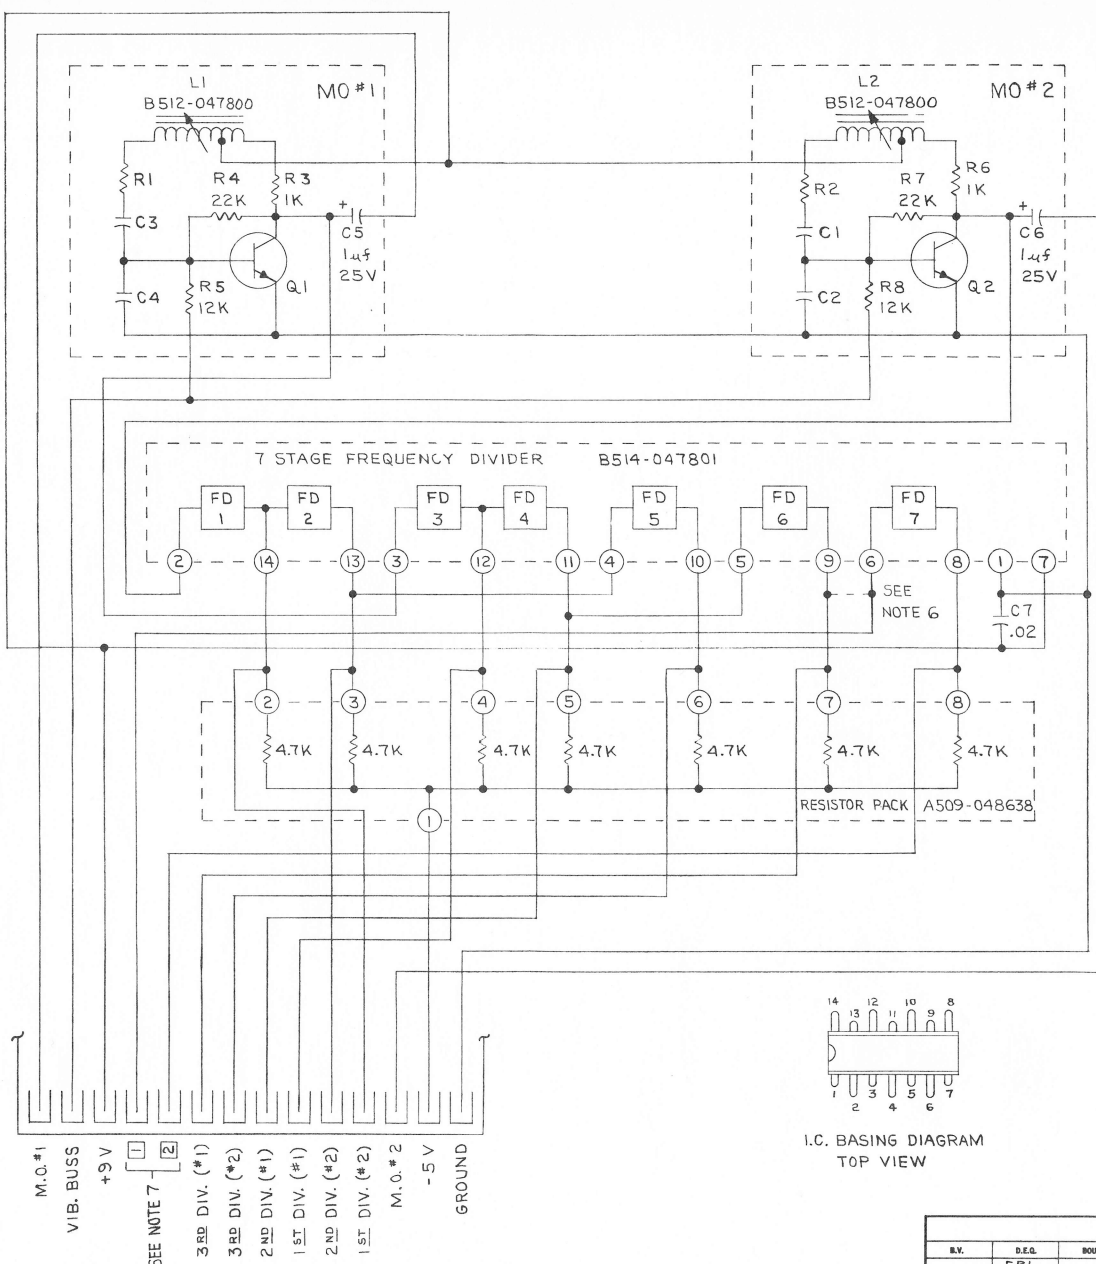 L1
B512-047800
MO #1
R1
R4
22K
R3
1K
C3
+
C5
1µf
25V
C4
R5
12K
Q1
L2
B512-047800
MO #2
R2
R7
22K
R6
1K
C1
+
C6
1µf
25V
C2
R8
12K
Q2
7 STAGE FREQUENCY DIVIDER B514-047801
FD
1
FD
2
FD
3
FD
4
FD
5
FD
6
FD
7
2 14 13 3 12 11 4 10 5 9 6 8 1 7
SEE
NOTE 6
C7
.02
2 3 4 5 6 7 8
4.7K 4.7K 4.7K 4.7K 4.7K 4.7K 4.7K
RESISTOR PACK A509-048638
1
14 13 12 11 10 9 8
1 2 3 4 5 6 7
I.C. BASING DIAGRAM
TOP VIEW
M.O. #1
VIB. BUSS
+9V
1
2
SEE NOTE 7
3RD DIV. (#1)
3RD DIV. (#2)
2ND DIV. (#1)
1ST DIV. (#1)
2ND DIV. (#2)
1ST DIV. (#2)
M.O. #2
-5 V
GROUND
B.V. D.E.Q.